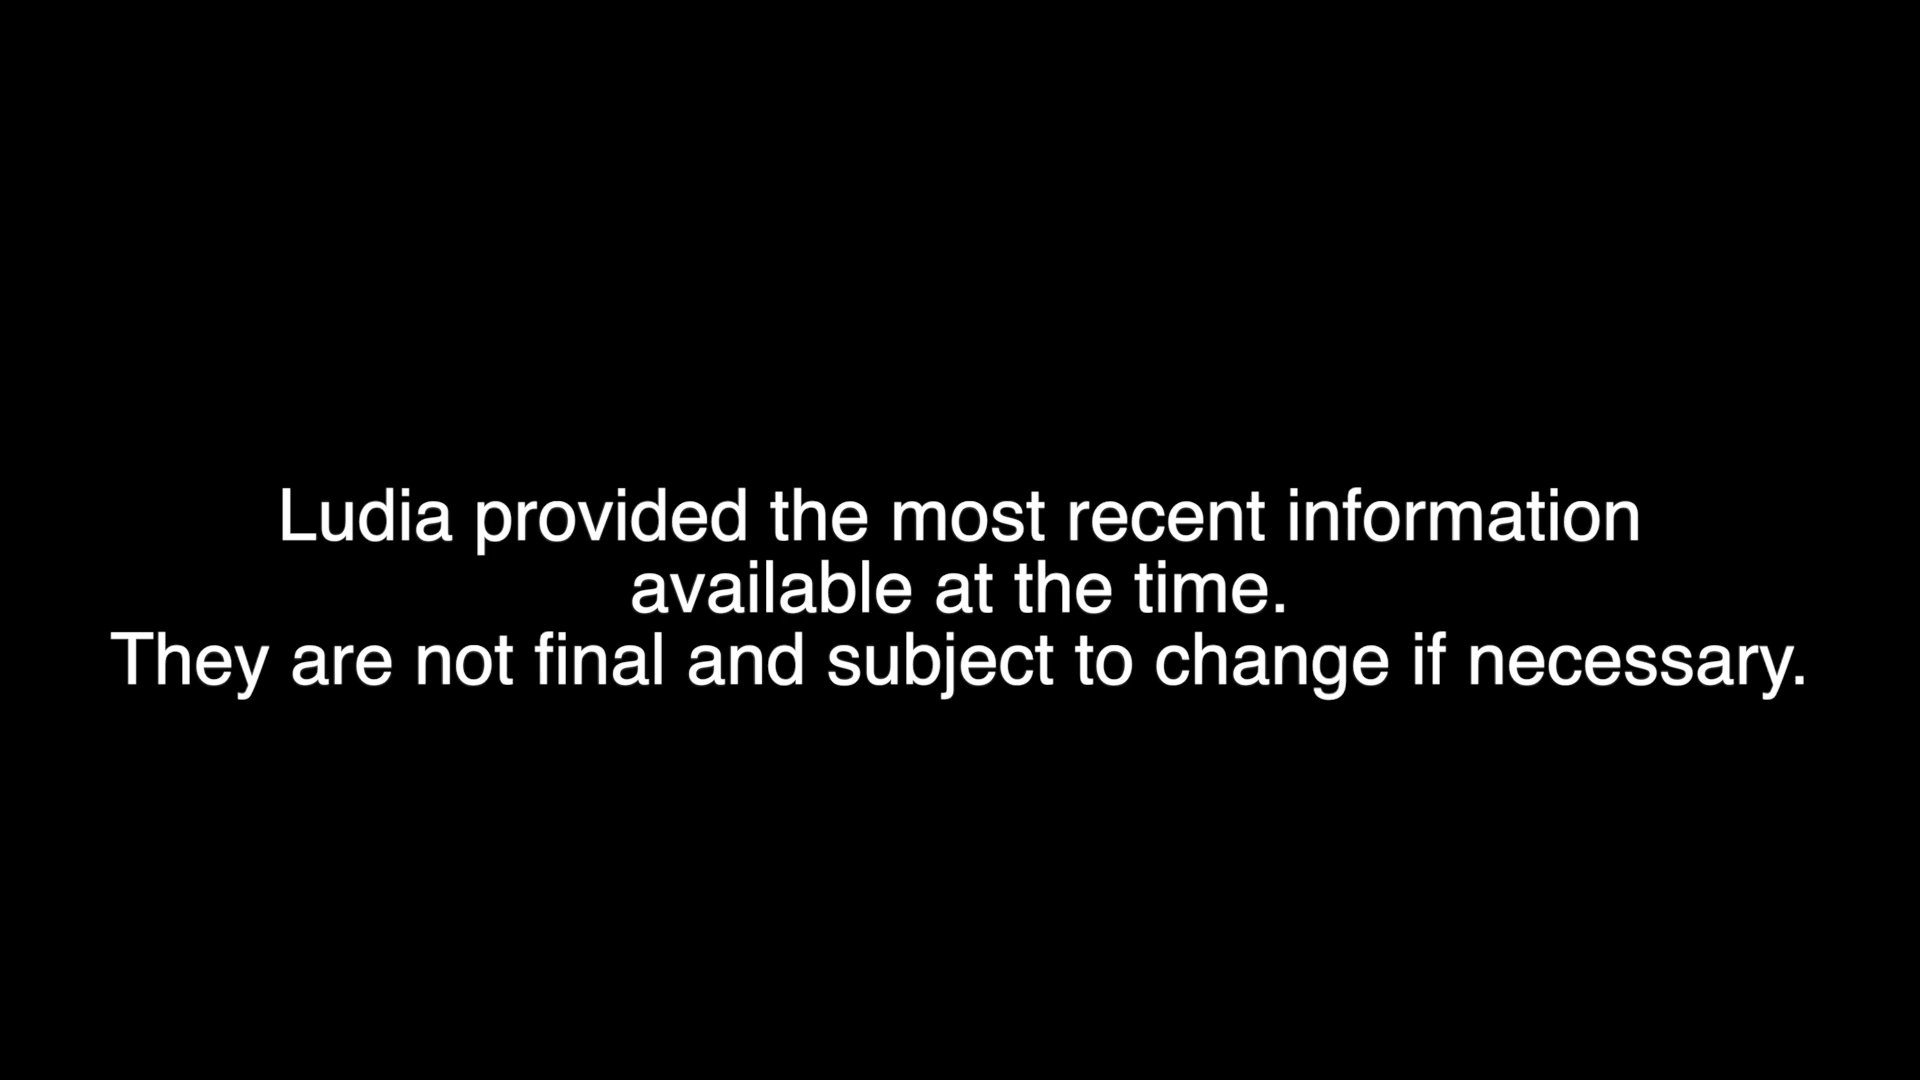 Ludia provided the most recent information
available at the time.
They are not final and subject to change if necessary.